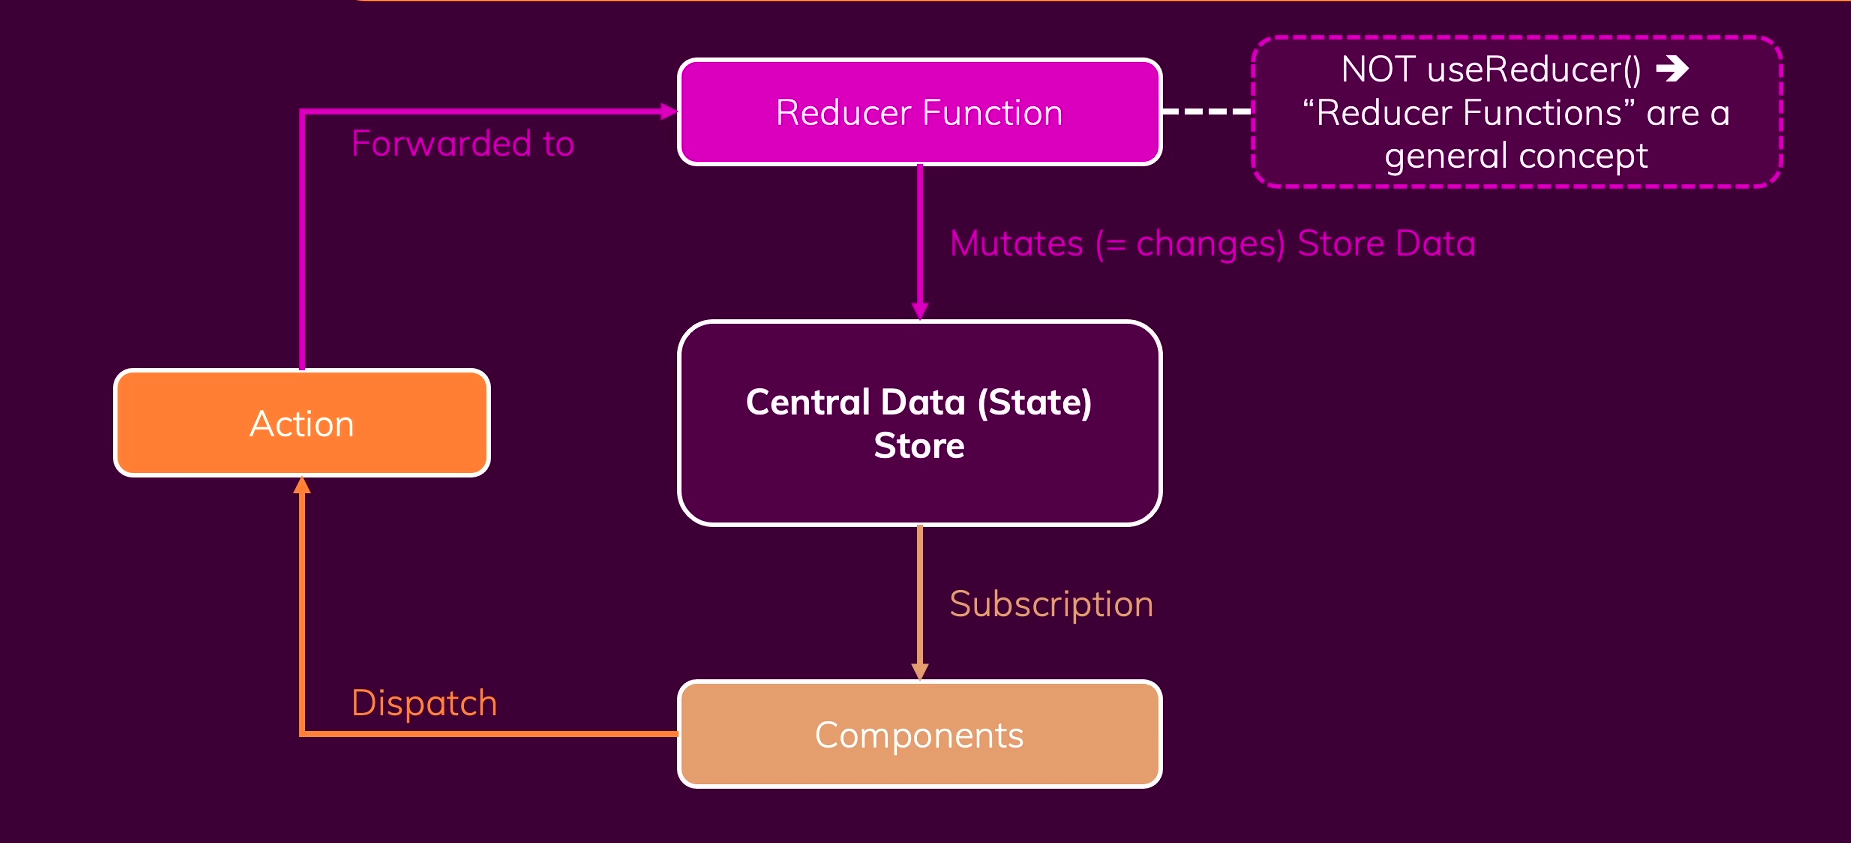 Reducer Function
NOT useReducer() 🡺
“Reducer Functions” are a
general concept
Forwarded to
Mutates (= changes) Store Data
Central Data (State)
Store
Action
Subscription
Dispatch
Components